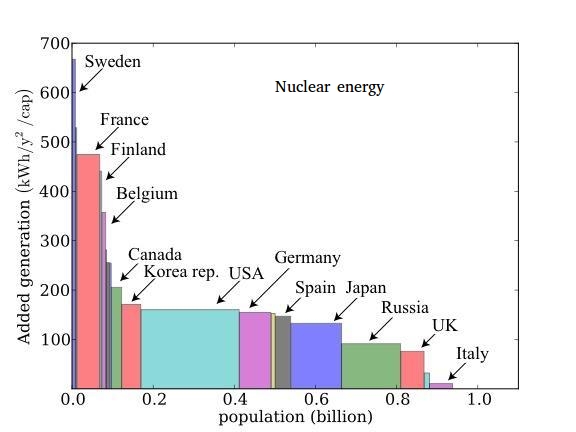 Nuclear energy
Added generation (kWh/y² /cap)
700
600
500
400
300
200
100
Sweden
France
Finland
Belgium
Canada
Korea rep.
USA
Germany
Spain
Japan
Russia
UK
Italy
0.0
0.2
0.4
0.6
0.8
1.0
population (billion)